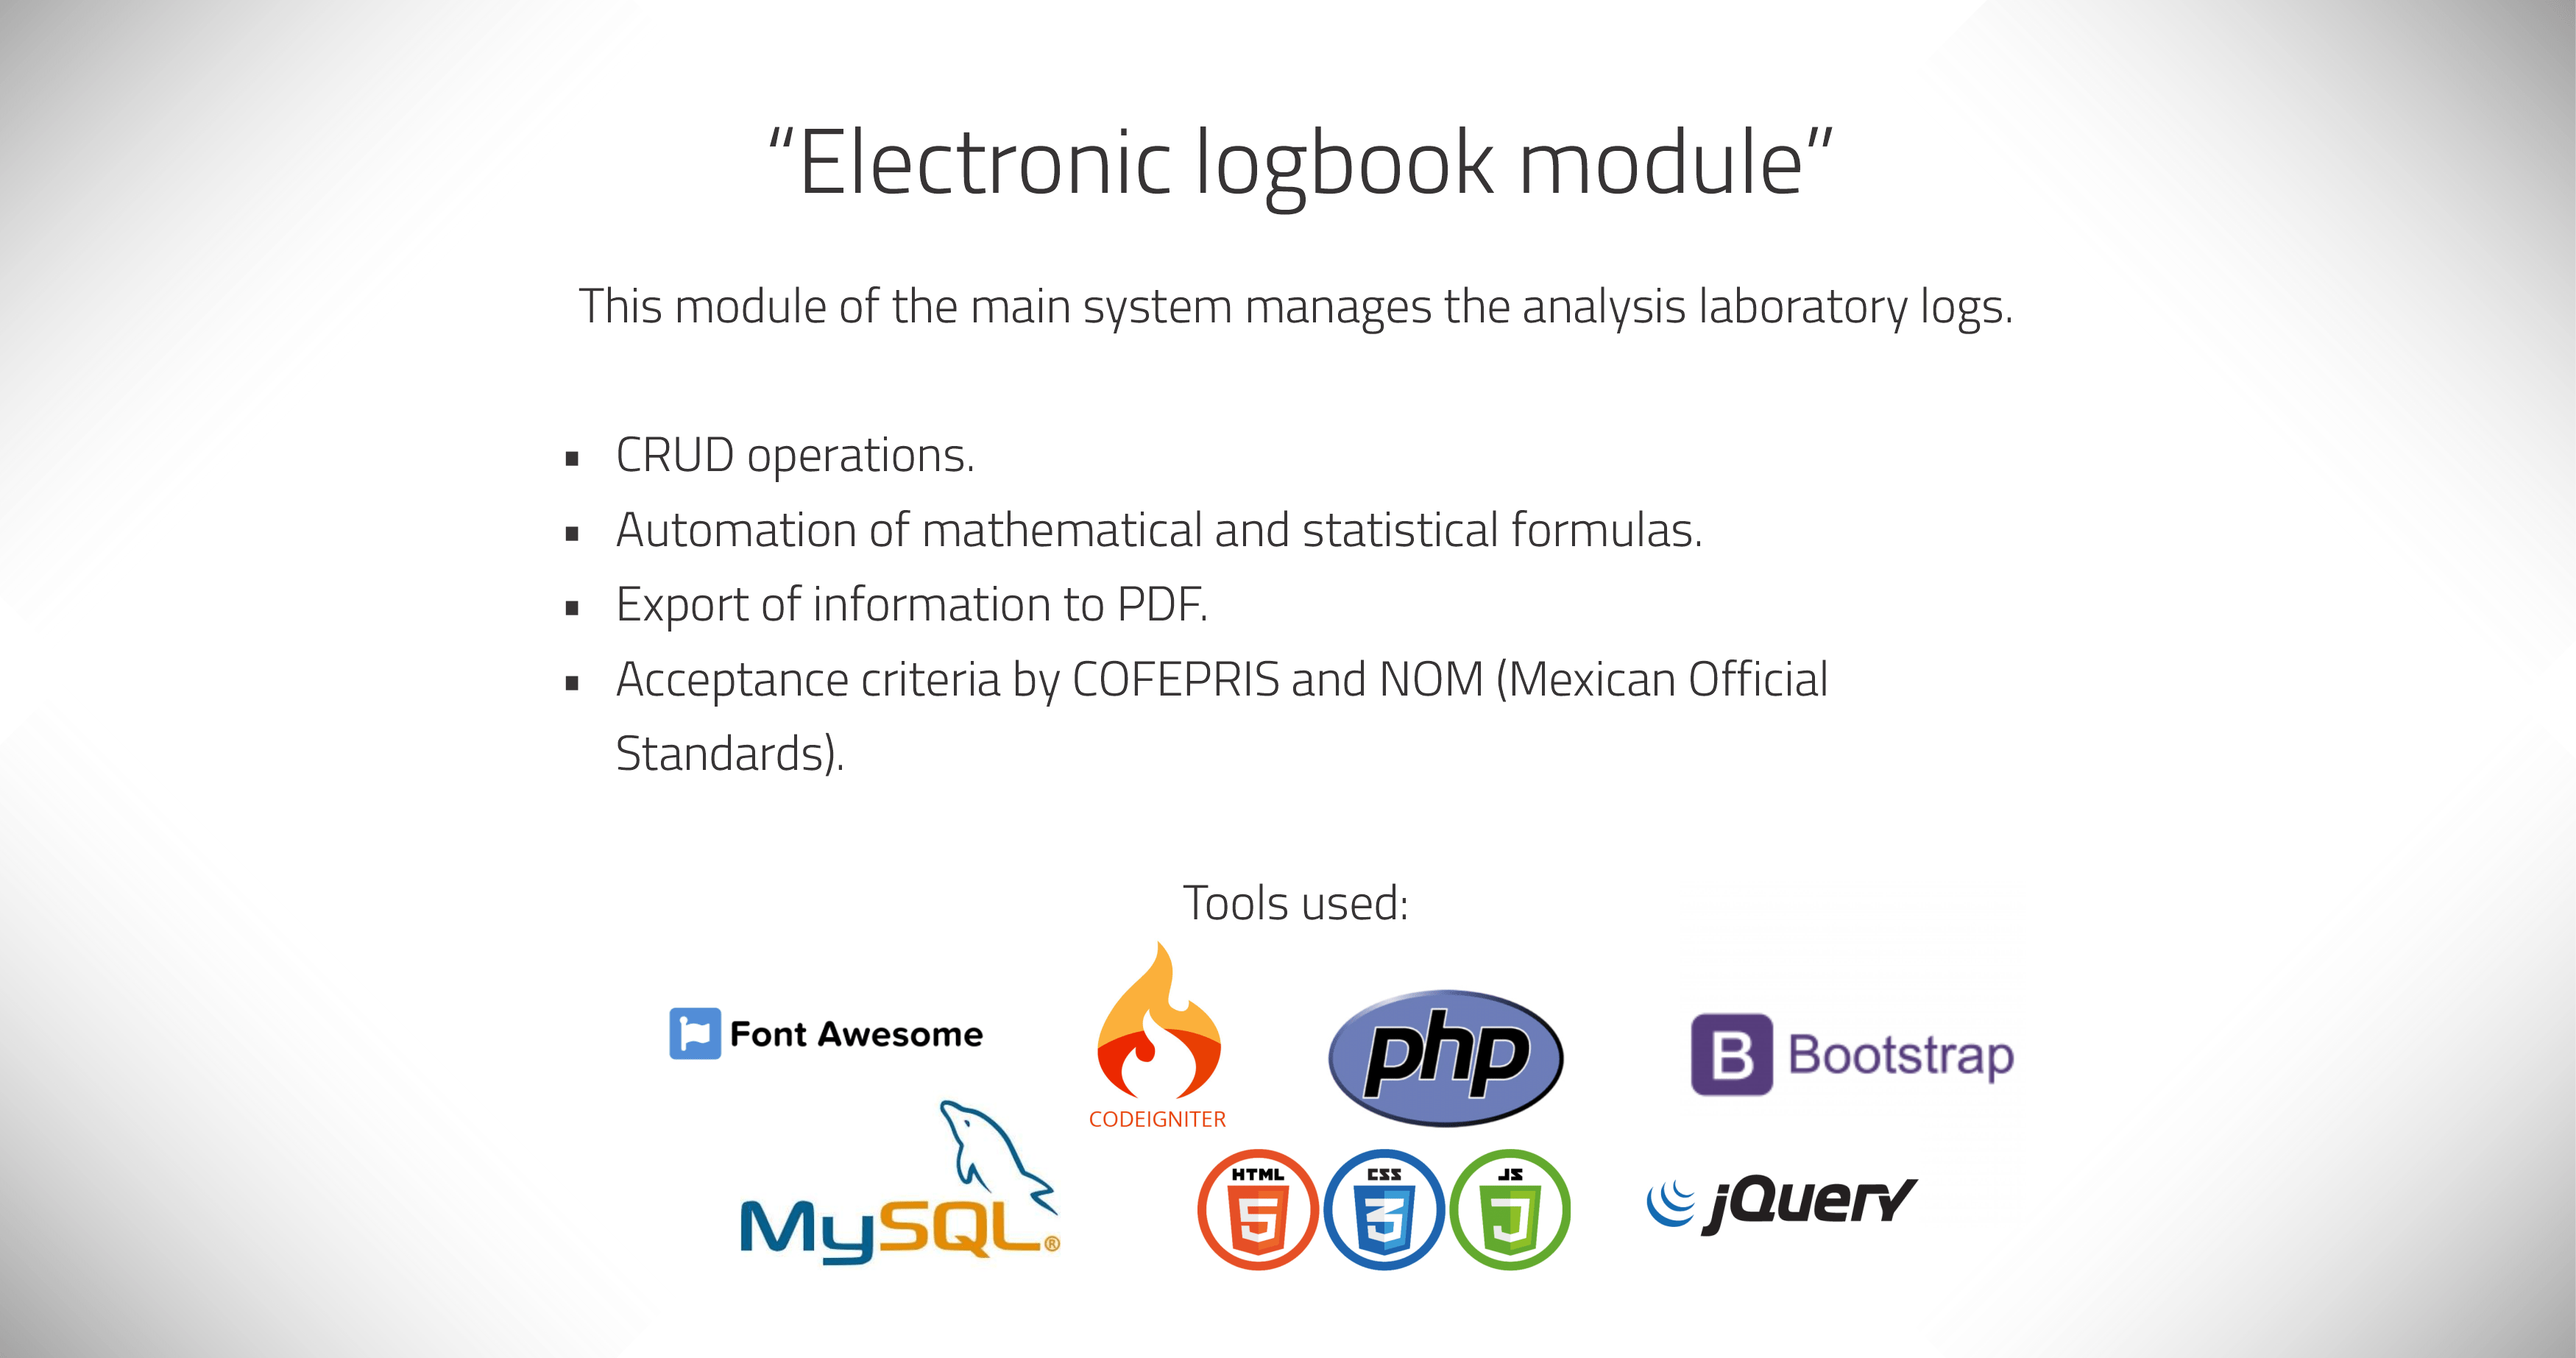 “Electronic logbook module”
This module of the main system manages the analysis laboratory logs.
▪ CRUD operations.
▪ Automation of mathematical and statistical formulas.
▪ Export of information to PDF.
▪ Acceptance criteria by COFEPRIS and NOM (Mexican Official
Standards).
Tools used:
Font Awesome
CODEIGNITER
php
B Bootstrap
MySQL®
HTML 5
CSS 3
JS
jQuery